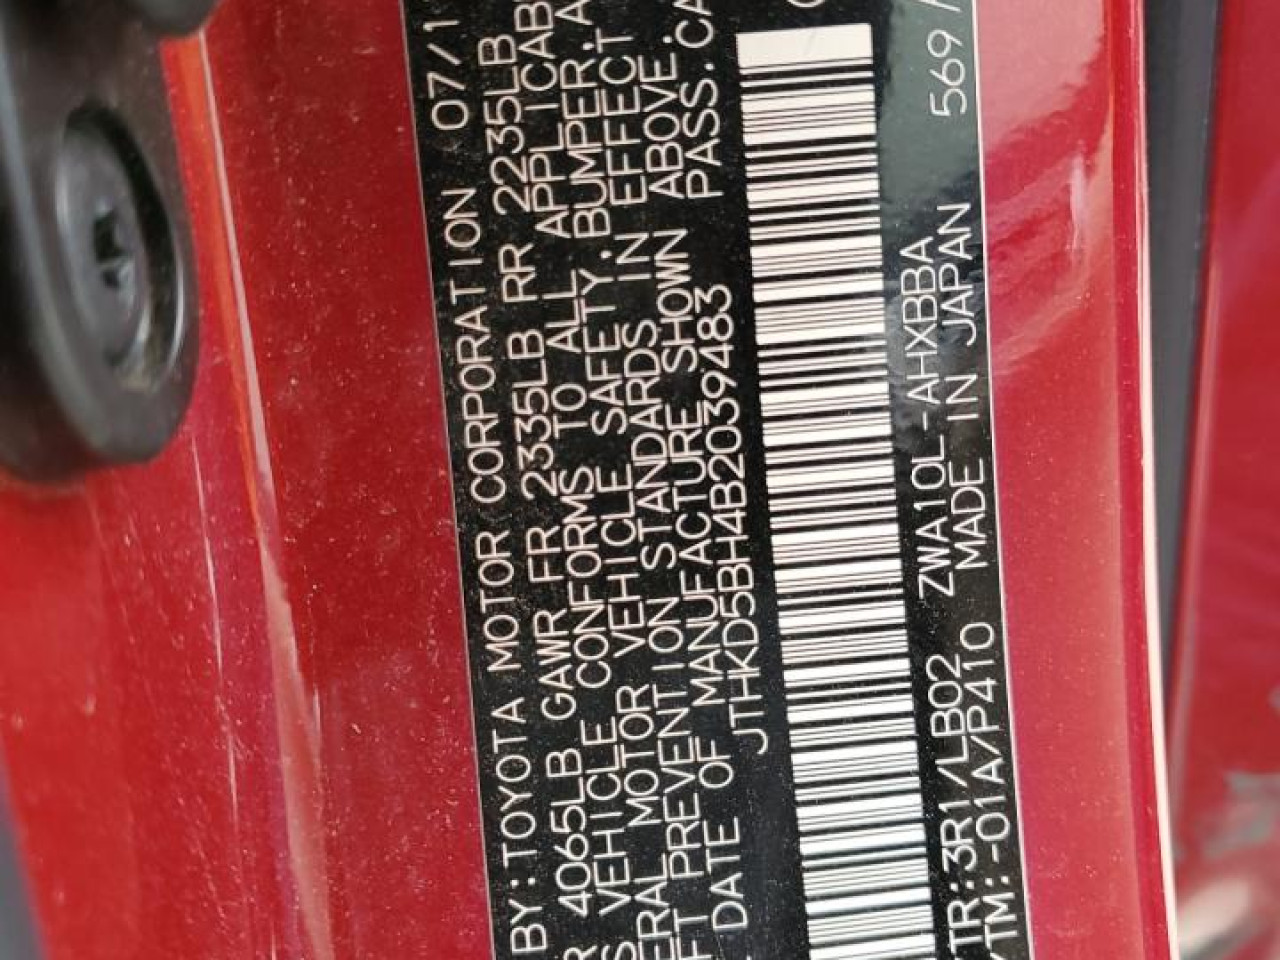 BY:TOYOTA MOTOR CORPORATION 07/1
4065LB GAWR FR 2335LB RR 2235LB
S VEHICLE CONFORMS TO ALL APPLICAB
ERAL MOTOR VEHICLE SAFETY, BUMPER, A
FT PREVENTION STANDARDS IN EFFECT
DATE OF MANUFACTURE SHOWN ABOVE.
JTHKD5BH4B2039483 PASS.CA
TR:3R1/LB02 ZWA10L-AHXBBA
TM:-01A/P410 MADE IN JAPAN 569/